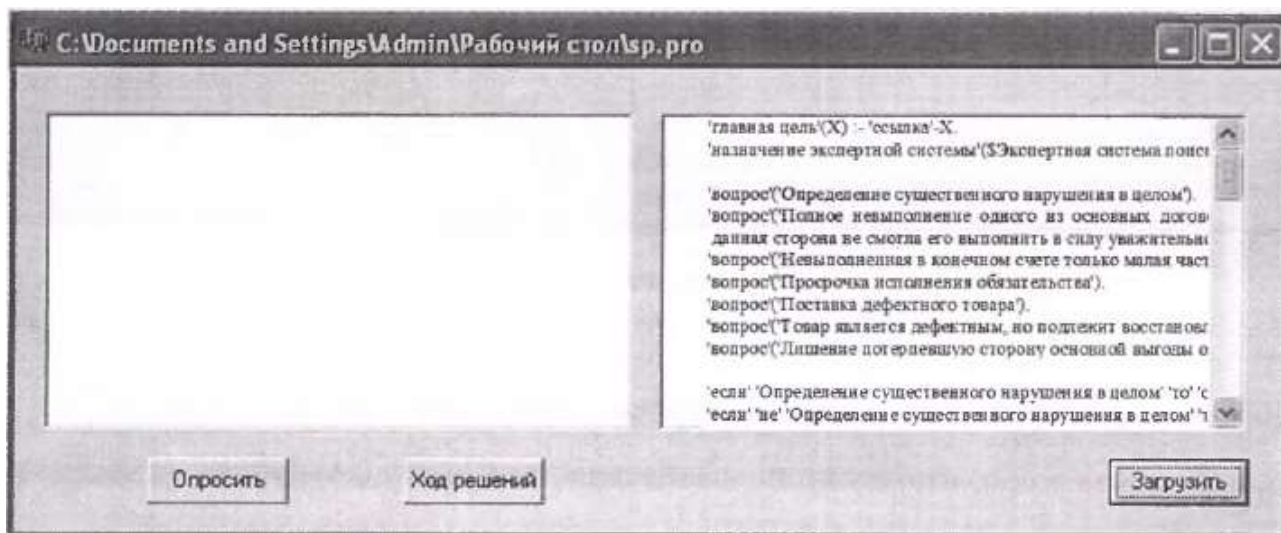 C:\Documents and Settings\Admin\Рабочий стол\sp.pro
'главная цель'(X) :- 'ссылка'-X.
'назначение экспертной системы'($Экспертная система поис
'вопрос'('Определение существенного нарушения в целом').
'вопрос'('Полное невыполнение одного из основных догов
данная сторона не смогла его выполнить в силу уважительн
'вопрос'('Невыполненная в конечном счете только малая част
'вопрос'('Просрочка исполнения обязательства').
'вопрос'('Поставка дефектного товара').
'вопрос'('Товар является дефектным, но подлежит восстанов
'вопрос'('Лишение потерпевшую сторону основной выгоды о
'если' 'Определение существенного нарушения в целом' 'то' 'с
'если' 'не' 'Определение существенного нарушения в целом' 'т
Опросить
Ход решений
Загрузить